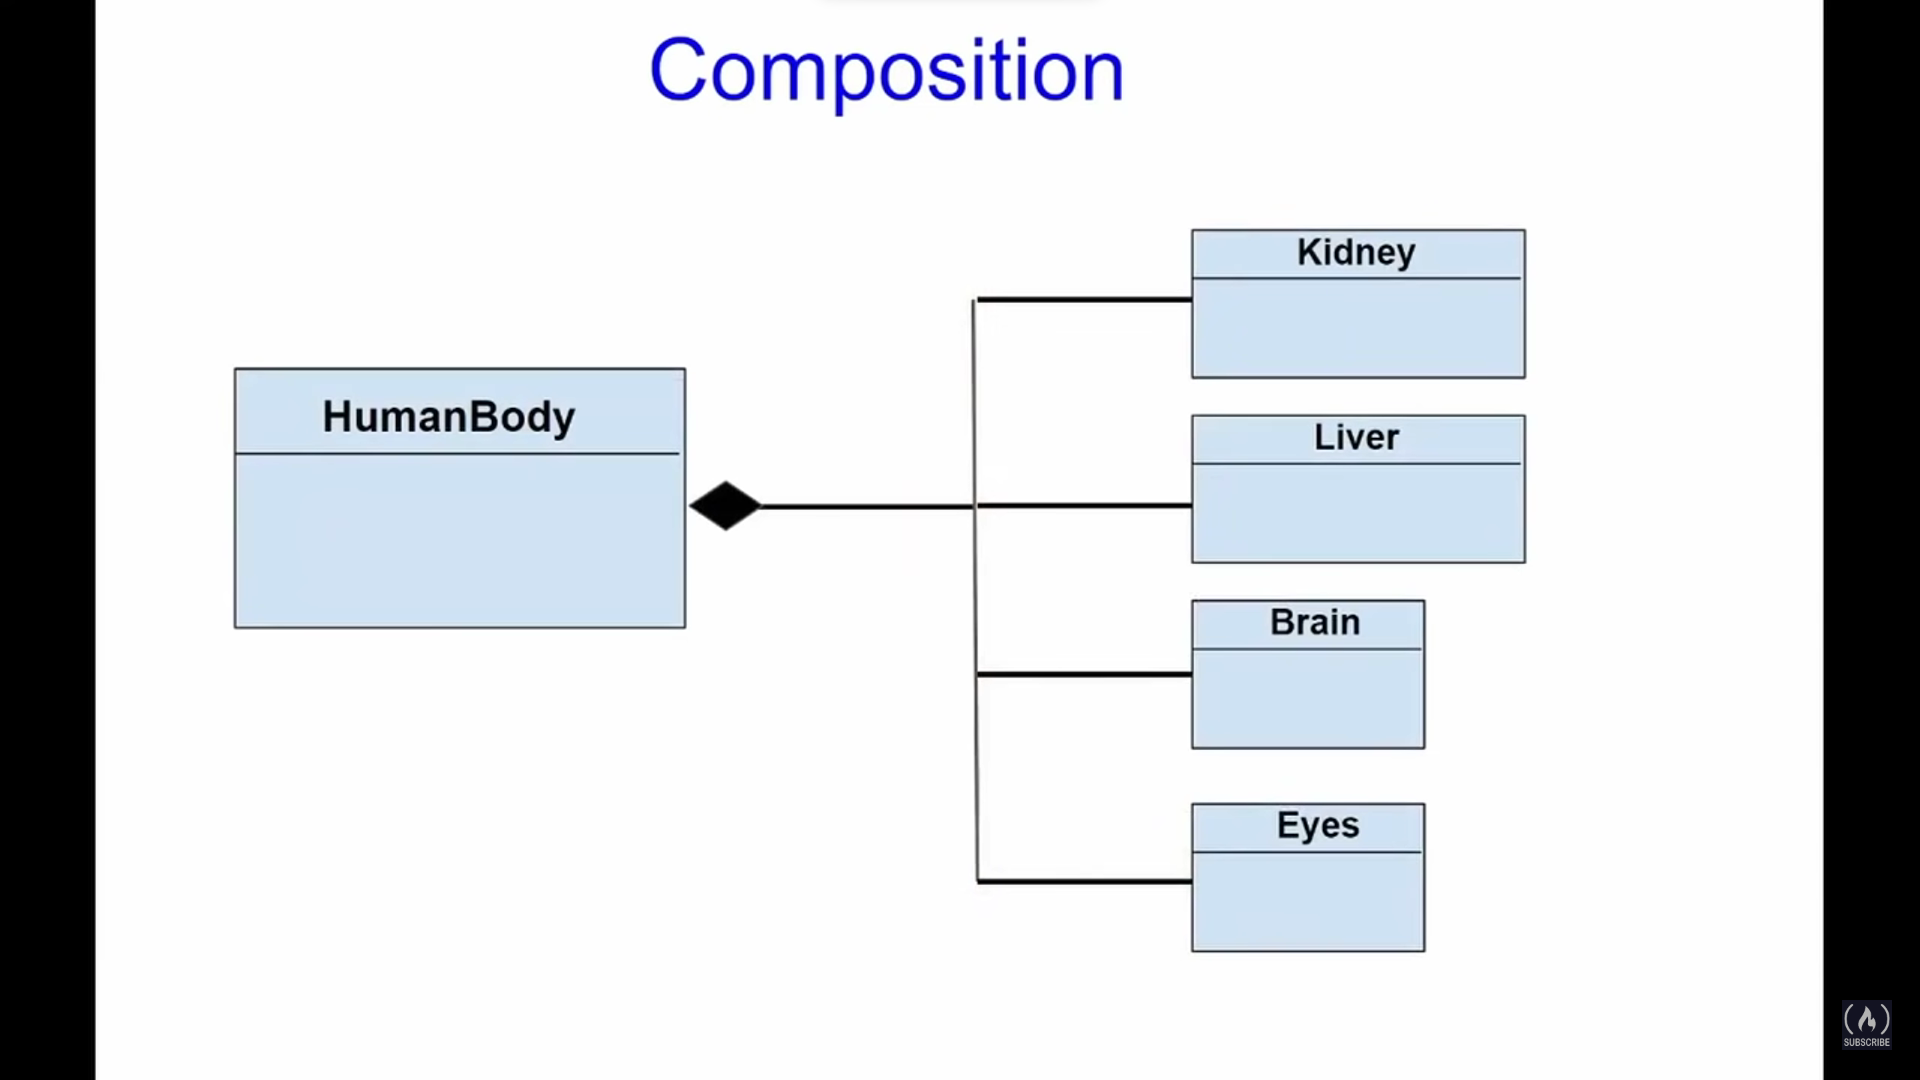 Composition
HumanBody
Kidney
Liver
Brain
Eyes
SUBSCRIBE